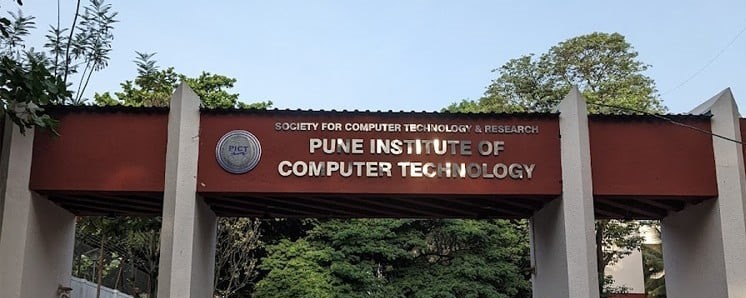 SOCIETY FOR COMPUTER TECHNOLOGY & RESEARCH
PICT
PUNE INSTITUTE OF
COMPUTER TECHNOLOGY